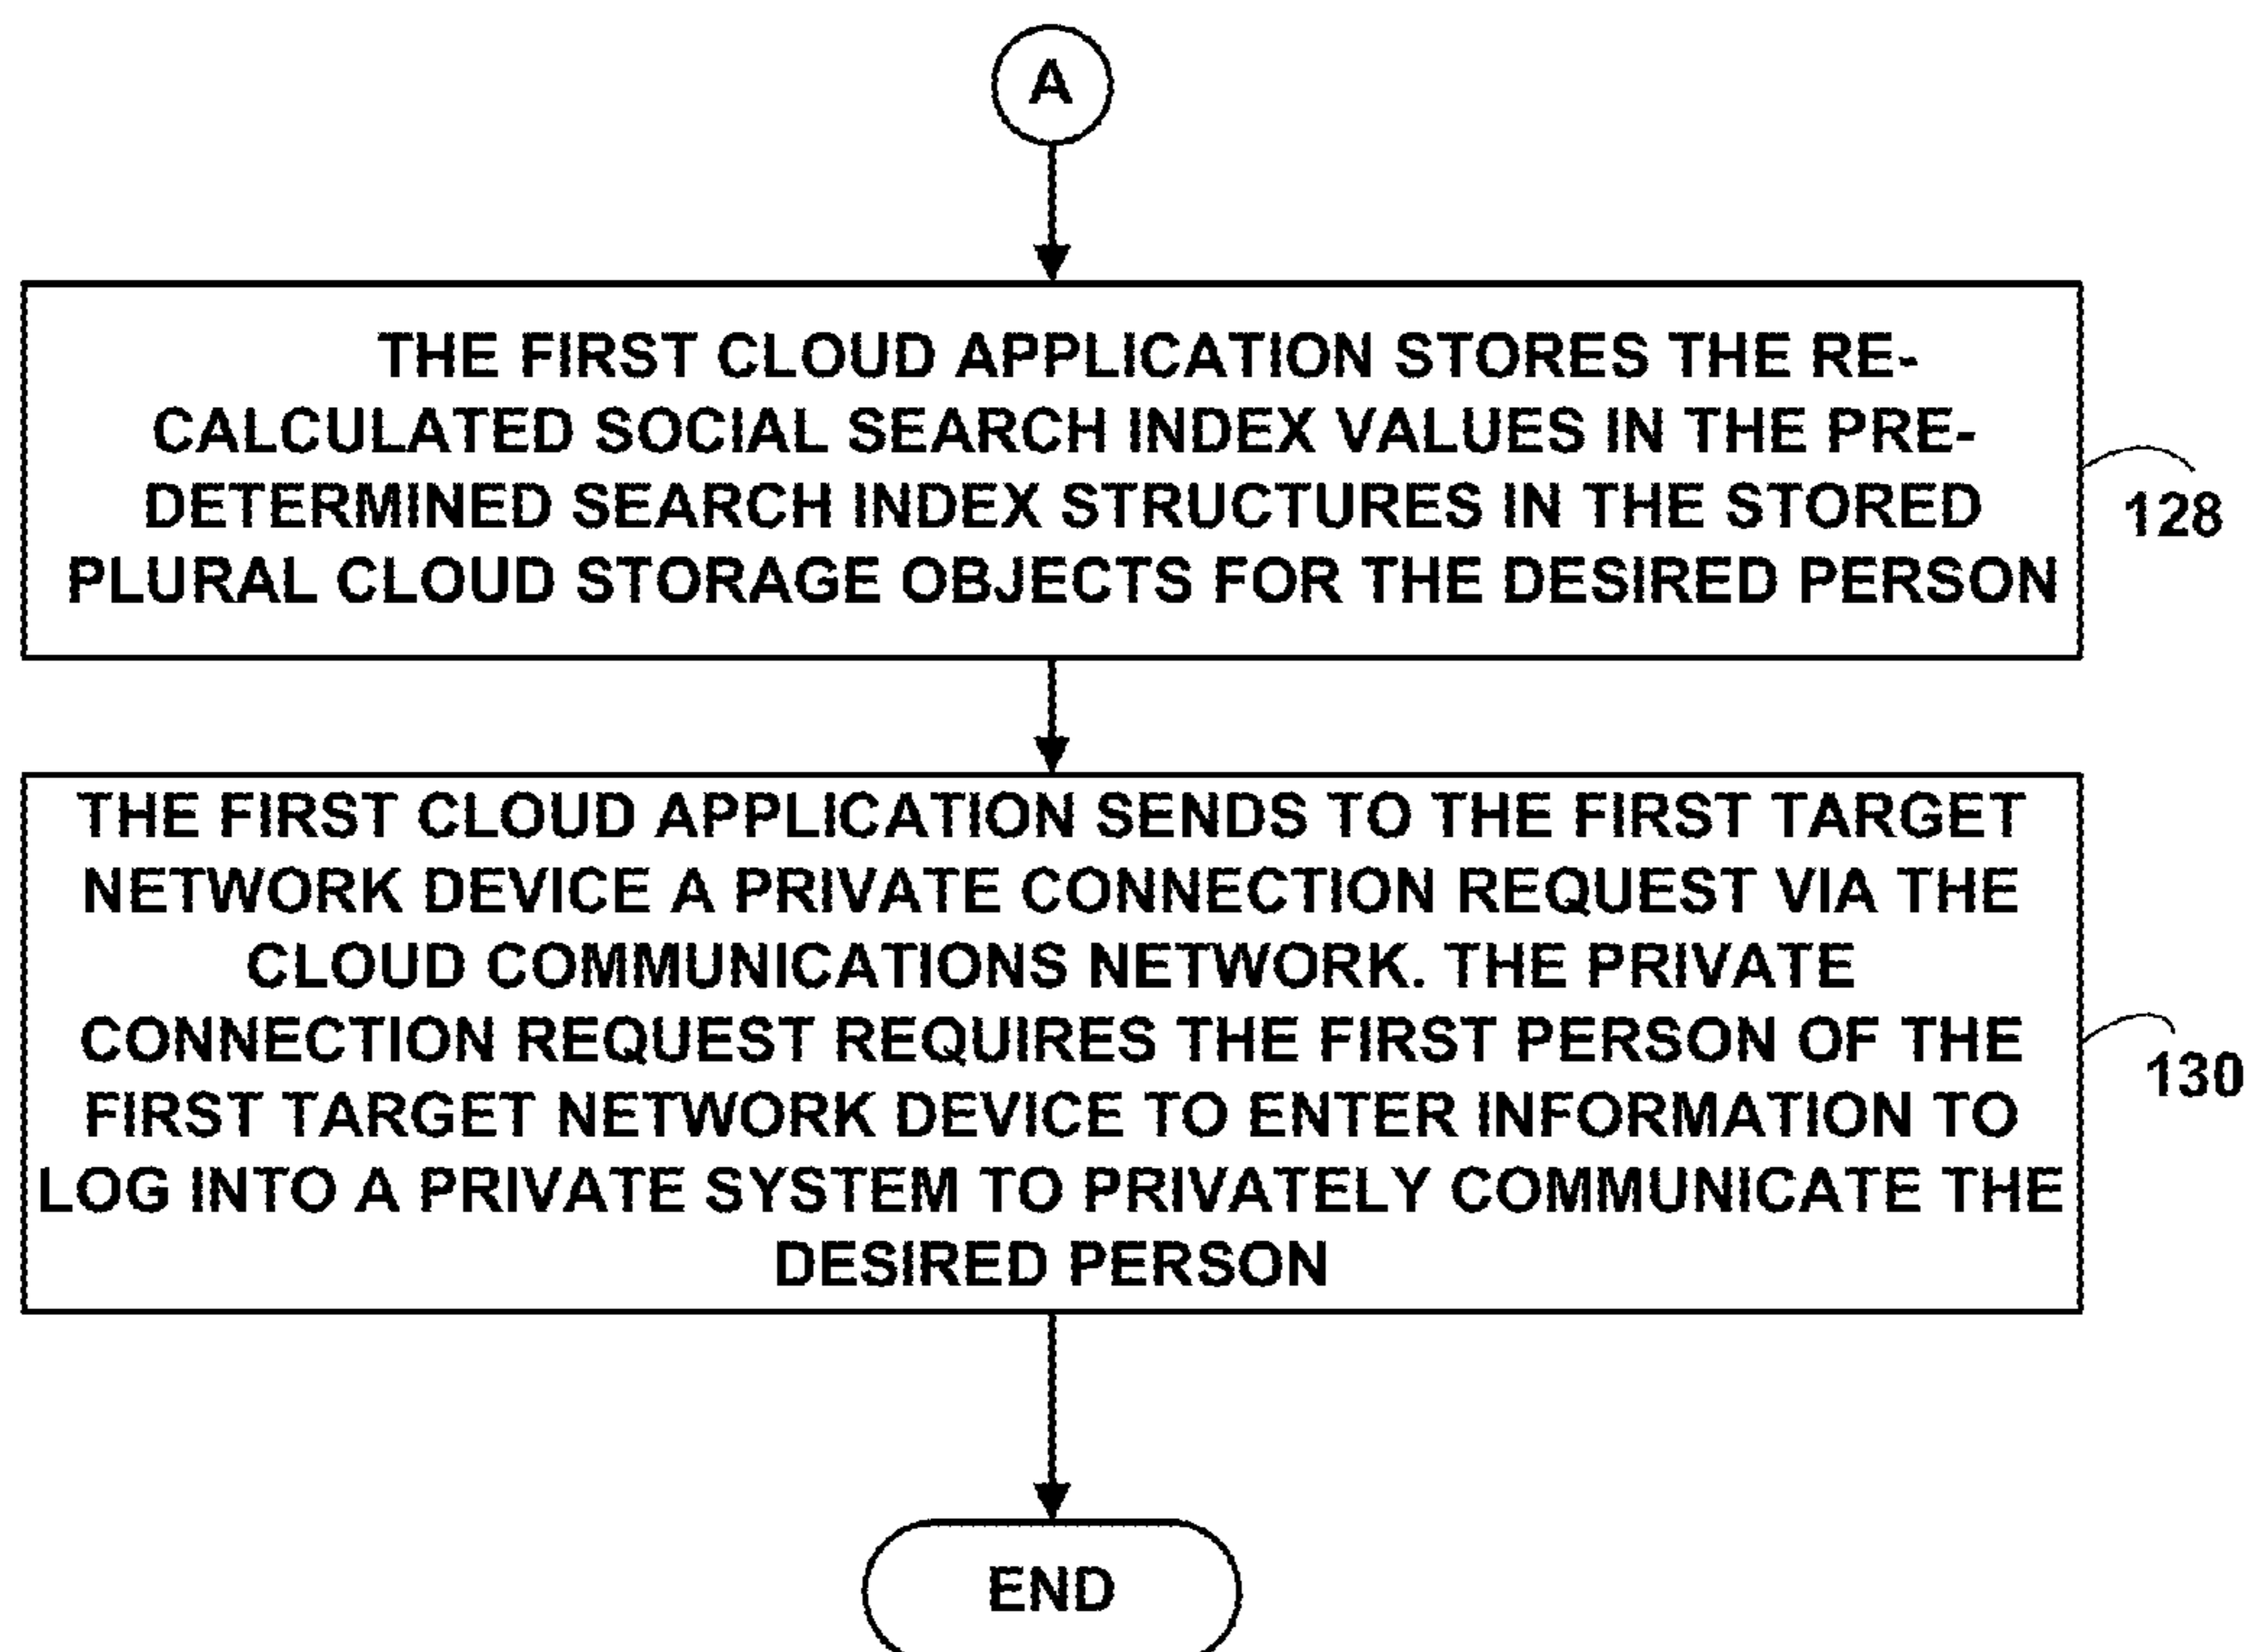 A
THE FIRST CLOUD APPLICATION STORES THE RE-
CALCULATED SOCIAL SEARCH INDEX VALUES IN THE PRE-
DETERMINED SEARCH INDEX STRUCTURES IN THE STORED
PLURAL CLOUD STORAGE OBJECTS FOR THE DESIRED PERSON
128
THE FIRST CLOUD APPLICATION SENDS TO THE FIRST TARGET
NETWORK DEVICE A PRIVATE CONNECTION REQUEST VIA THE
CLOUD COMMUNICATIONS NETWORK. THE PRIVATE
CONNECTION REQUEST REQUIRES THE FIRST PERSON OF THE
FIRST TARGET NETWORK DEVICE TO ENTER INFORMATION TO
LOG INTO A PRIVATE SYSTEM TO PRIVATELY COMMUNICATE THE
DESIRED PERSON
130
END